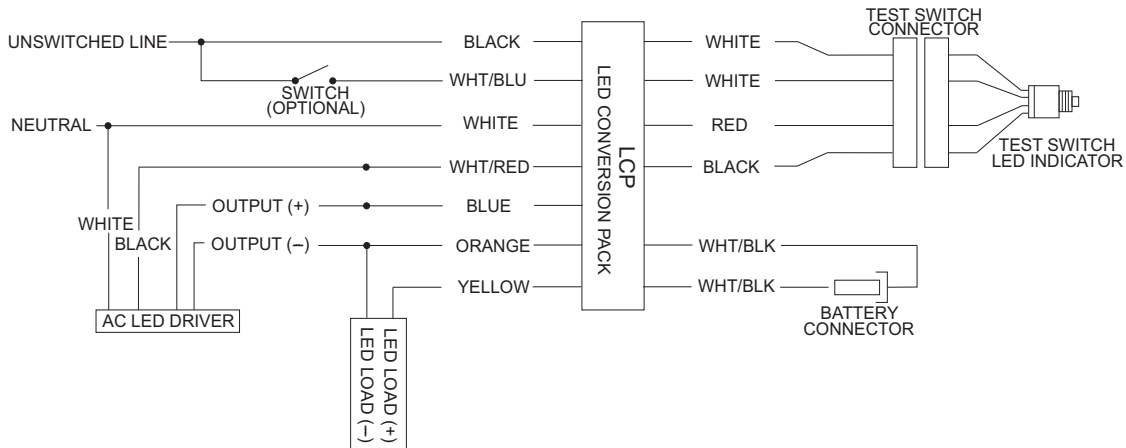 UNSWITCHED LINE
BLACK
WHT/BLU
SWITCH
(OPTIONAL)
NEUTRAL
WHITE
WHT/RED
OUTPUT (+)
BLUE
WHITE
BLACK
OUTPUT (−)
ORANGE
YELLOW
AC LED DRIVER
LED LOAD (+)
LED LOAD (−)
LCP
LED CONVERSION PACK
WHITE
WHITE
RED
BLACK
TEST SWITCH
CONNECTOR
TEST SWITCH
LED INDICATOR
WHT/BLK
WHT/BLK
BATTERY
CONNECTOR